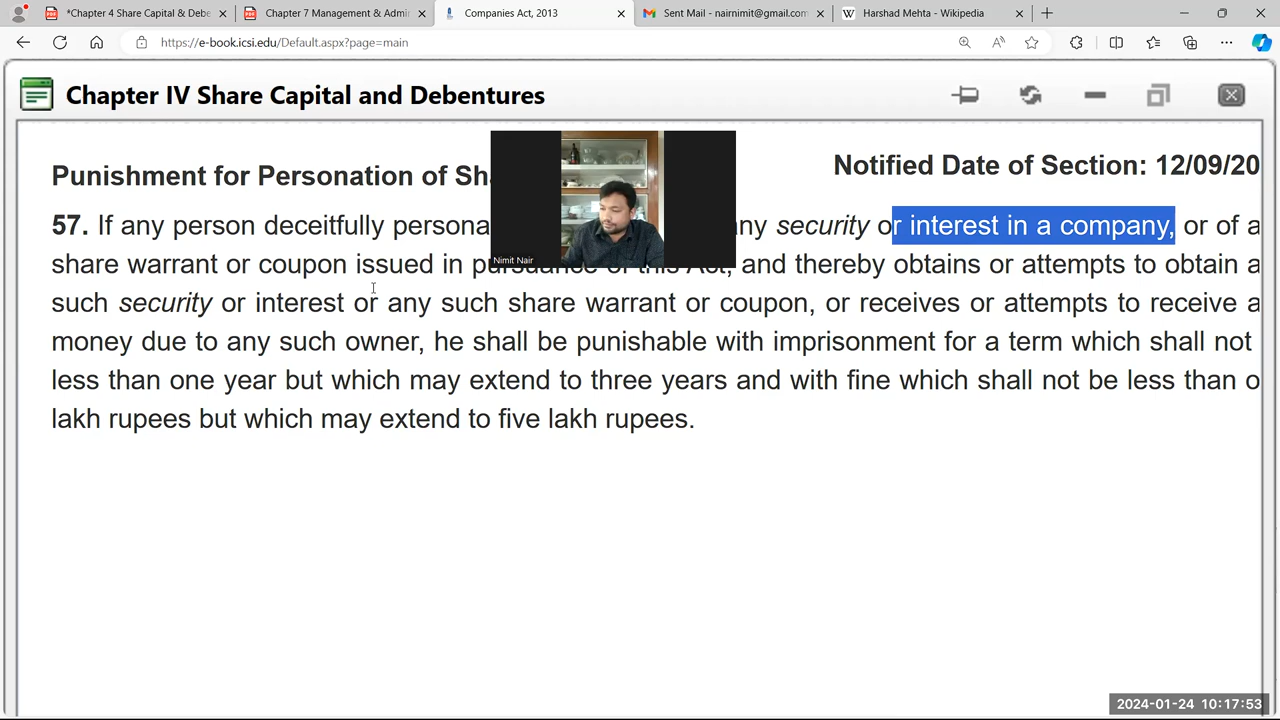 *Chapter 4 Share Capital & Debe
Chapter 7 Management & Admi
Companies Act, 2013
Sent Mail - nairnimit@gmail.com
Harshad Mehta - Wikipedia
https://e-book.icsi.edu/Default.aspx?page=main
Chapter IV Share Capital and Debentures
Punishment for Personation of Sh
Notified Date of Section: 12/09/20
57. If any person deceitfully persona ny security or interest in a company, or of a
share warrant or coupon issued in pursuance of this Act, and thereby obtains or attempts to obtain a
such security or interest or any such share warrant or coupon, or receives or attempts to receive a
money due to any such owner, he shall be punishable with imprisonment for a term which shall not
less than one year but which may extend to three years and with fine which shall not be less than o
lakh rupees but which may extend to five lakh rupees.
Nimit Nair
2024-01-24 10:17:53